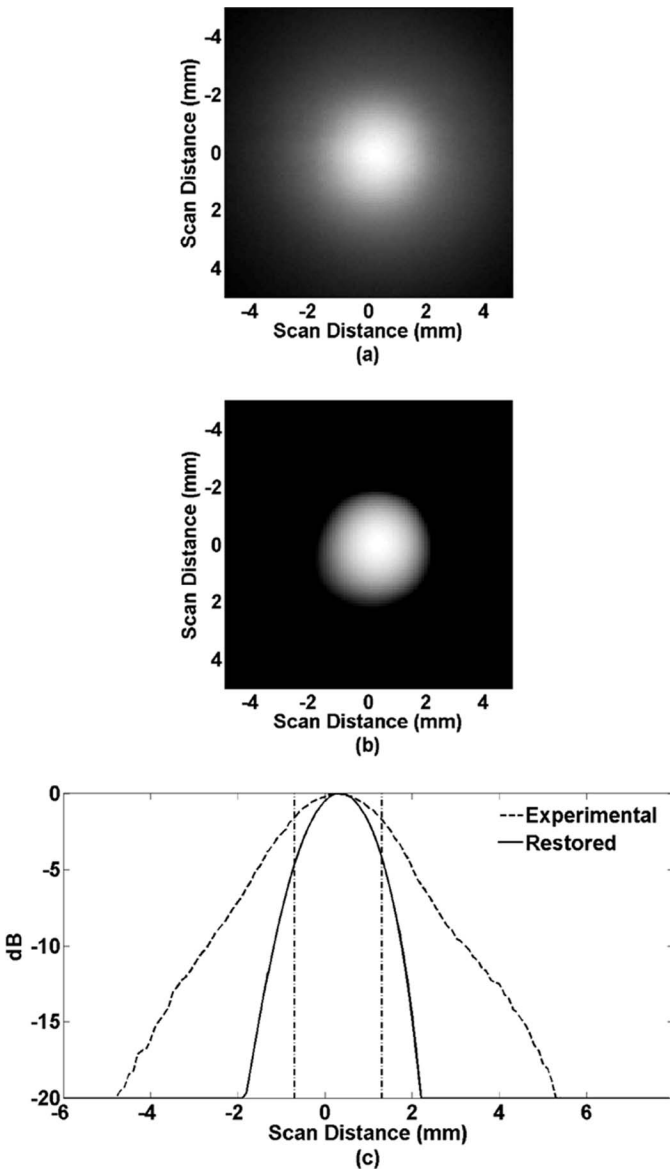 -4
-2
0
2
4
Scan Distance (mm)
-4 -2 0 2 4
Scan Distance (mm)
(a)
-4
-2
0
2
4
Scan Distance (mm)
-4 -2 0 2 4
Scan Distance (mm)
(b)
0
-5
-10
-15
-20
dB
Experimental
Restored
-6 -4 -2 0 2 4 6
Scan Distance (mm)
(c)